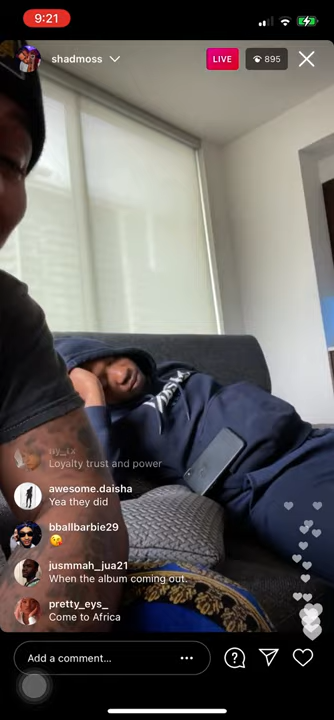 9:21
shadmoss
LIVE
895
ny_tx
Loyalty trust and power
awesome.daisha
Yea they did
bballbarbie29
jusmmah_jua21
When the album coming out.
pretty_eys_
Come to Africa
Add a comment...